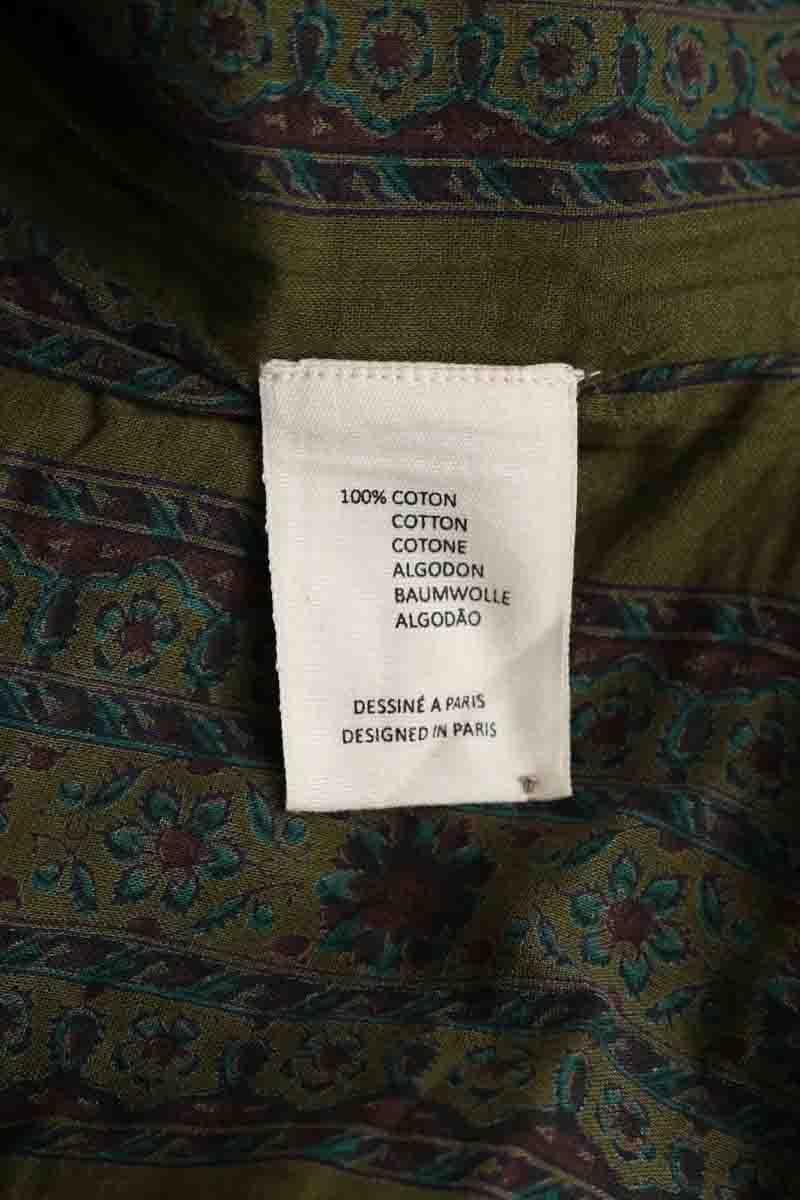 100% COTON
COTTON
COTONE
ALGODON
BAUMWOLLE
ALGODÃO
DESSINÉ A PARIS
DESIGNED IN PARIS